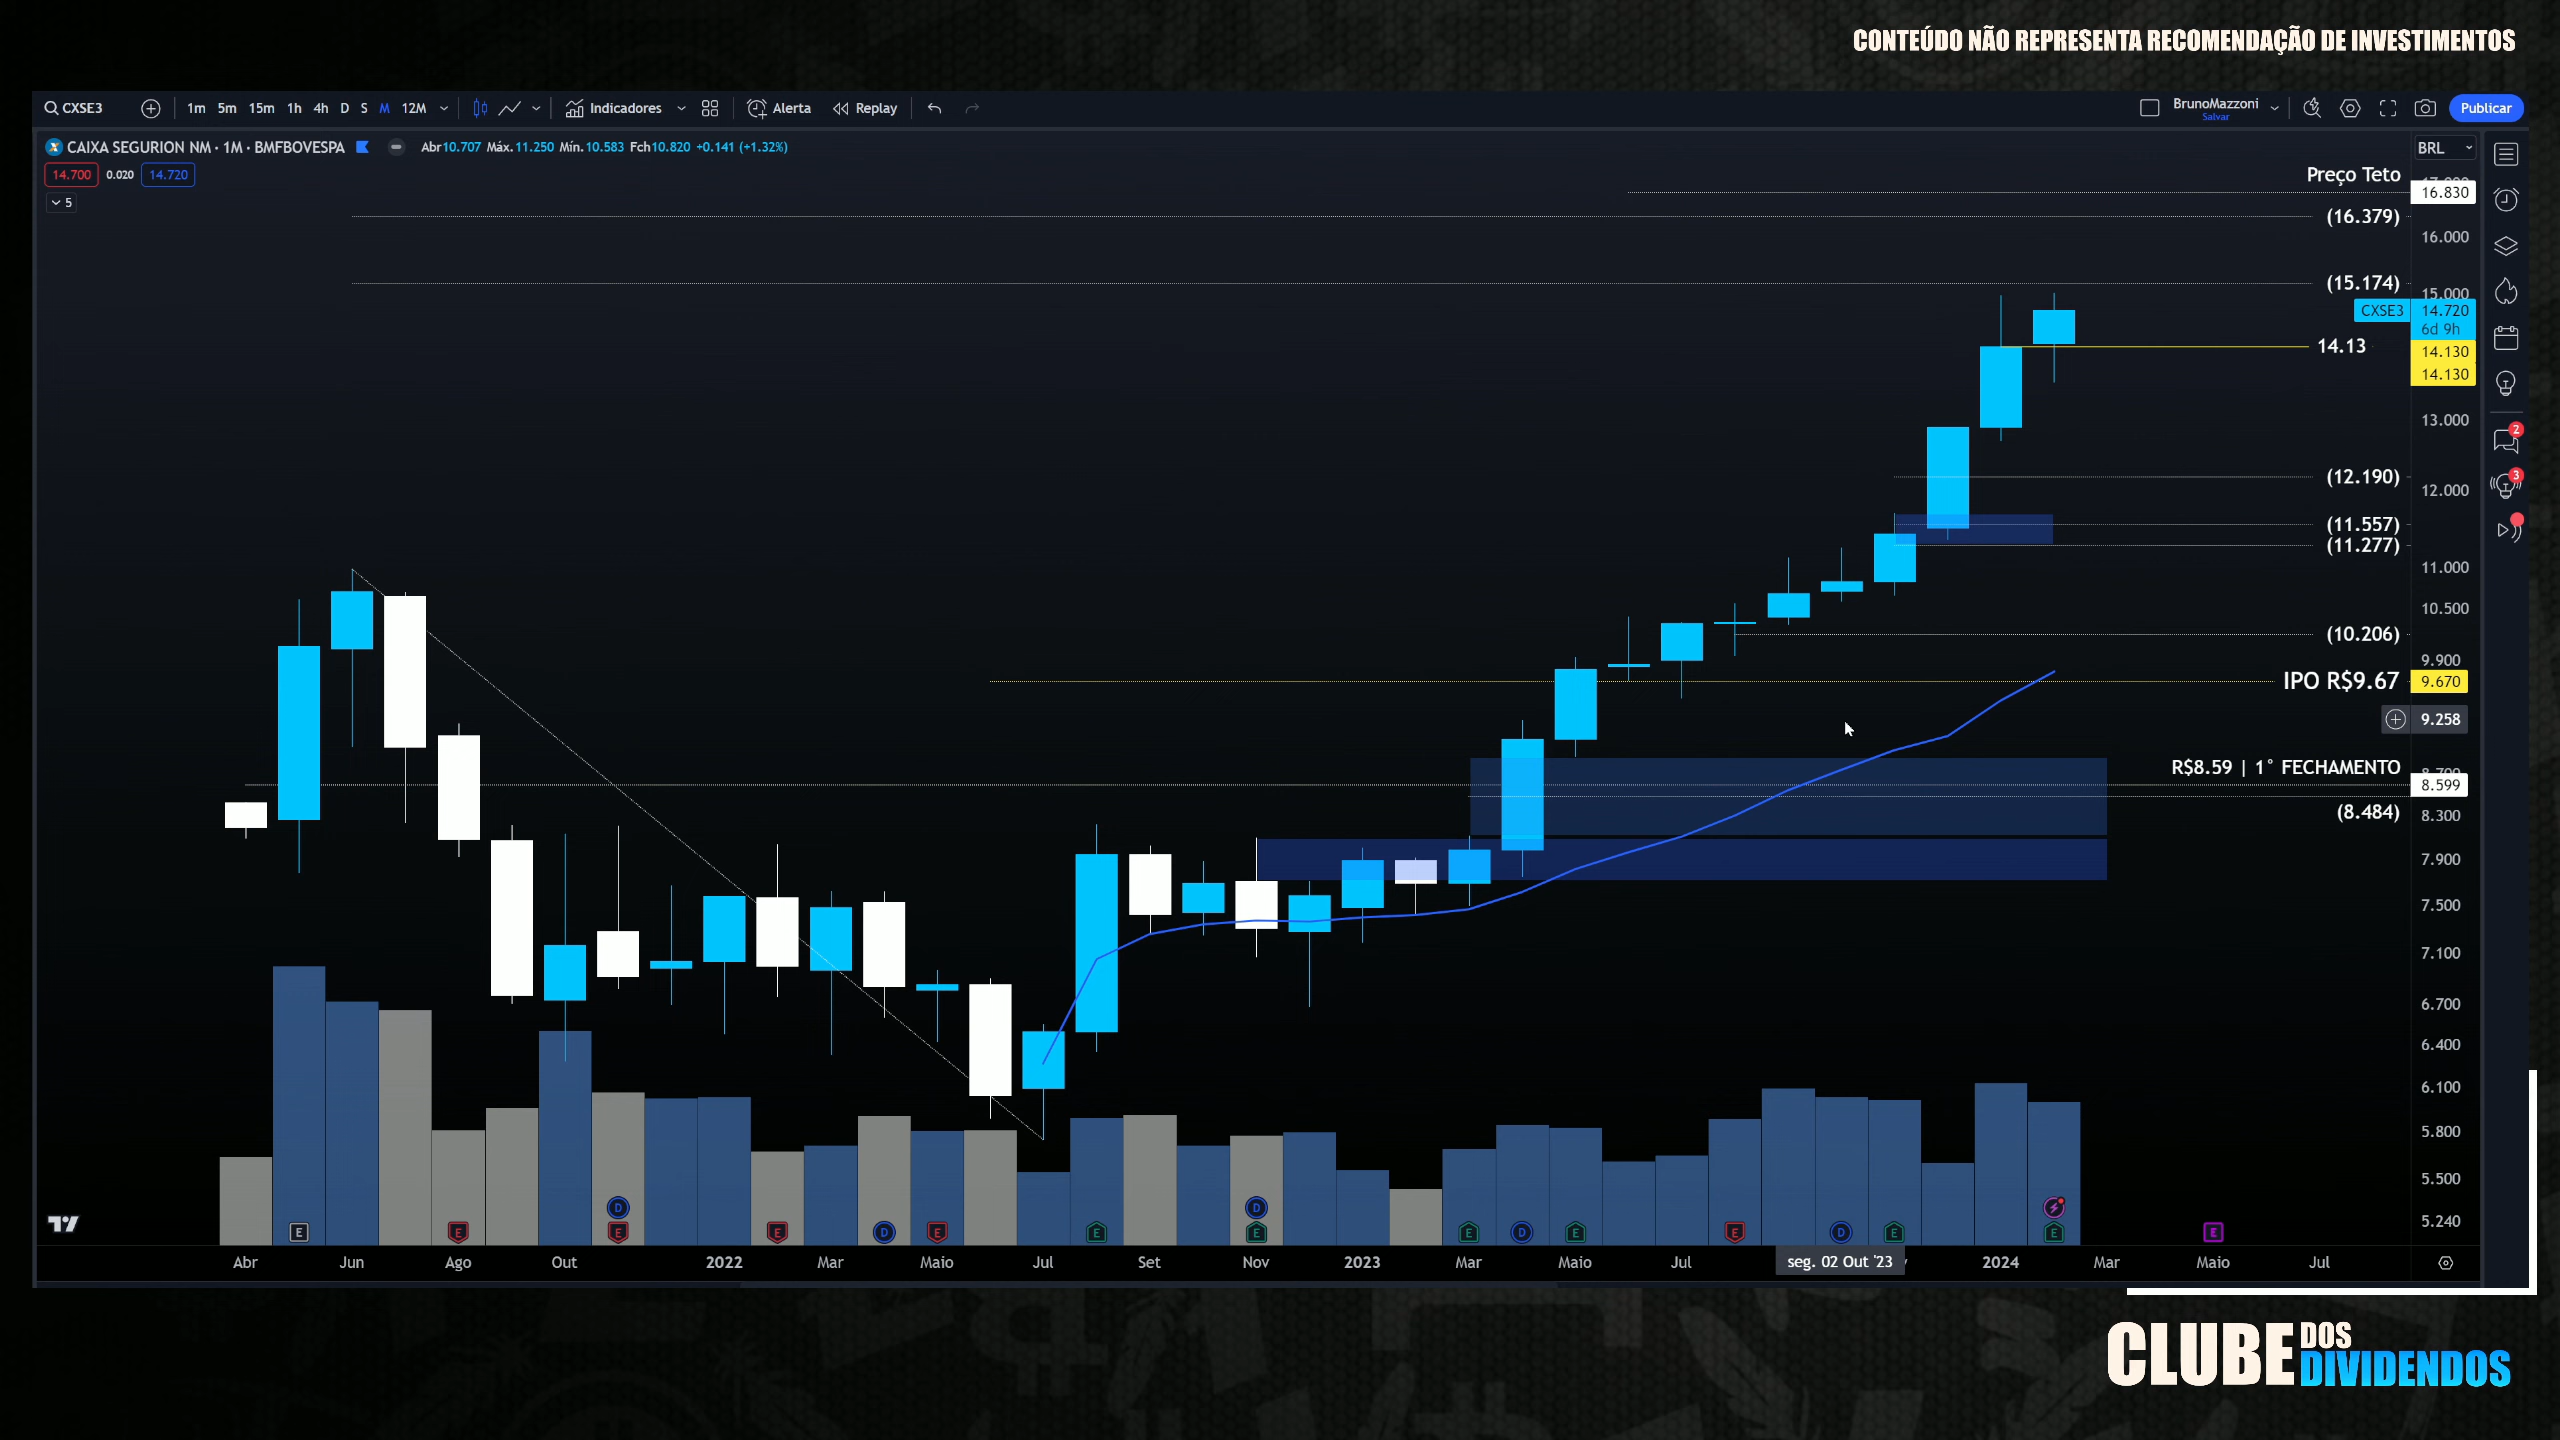 CONTEÚDO NÃO REPRESENTA RECOMENDAÇÃO DE INVESTIMENTOS
CXSE3 1m 5m 15m 1h 4h D S M 12M Indicadores Alerta Replay BrunoMazzoni Salvar Publicar
CAIXA SEGURION NM · 1M · BMFBOVESPA Abr10.707 Máx.11.250 Mín.10.583 Fch10.820 +0.141 (+1.32%) BRL
14.700 0.020 14.720
5
Preço Teto
16.830
(16.379)
16.000
(15.174)
15.000
CXSE3 14.720
6d 9h
14.13 14.130
14.130
13.000
2
(12.190)
3
12.000
(11.557)
(11.277)
11.000
10.500
(10.206)
9.900
IPO R$9.67 9.670
9.258
R$8.59 | 1° FECHAMENTO
8.599
(8.484) 8.300
7.900
7.500
7.100
6.700
6.400
6.100
5.800
5.500
5.240
D D
E E E E D E E E E D E E D E E E
Abr Jun Ago Out 2022 Mar Maio Jul Set Nov 2023 Mar Maio Jul seg. 02 Out '23 2024 Mar Maio Jul
CLUBE DOS DIVIDENDOS